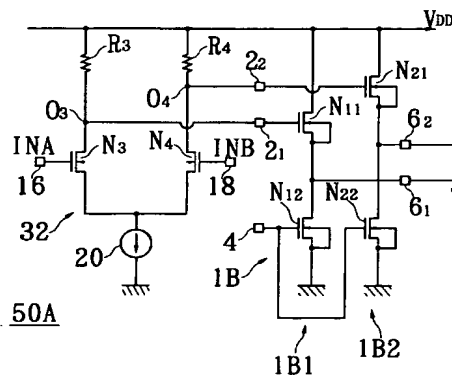 VDD
R3 R4 2₂ N21
O3 O4 N11 6₂
INA N3 N4 INB 2₁
16 18 N12 N22 6₁
32 4
20 1B
50A 1B1 1B2